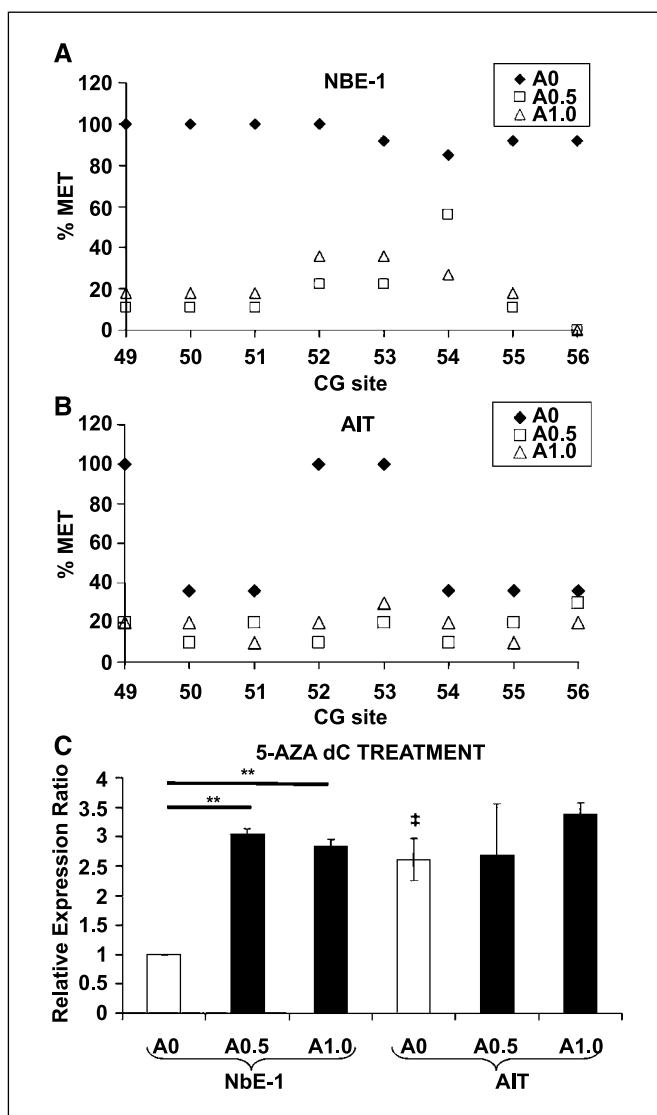 A
NBE-1
A0
A0.5
A1.0
120
100
80
60
40
20
0
% MET
49 50 51 52 53 54 55 56
CG site
B
AIT
A0
A0.5
A1.0
120
100
80
60
40
20
0
% MET
49 50 51 52 53 54 55 56
CG site
C
5-AZA dC TREATMENT
4
3.5
3
2.5
2
1.5
1
0.5
0
Relative Expression Ratio
**
**
‡
A0 A0.5 A1.0 A0 A0.5 A1.0
NbE-1 AIT